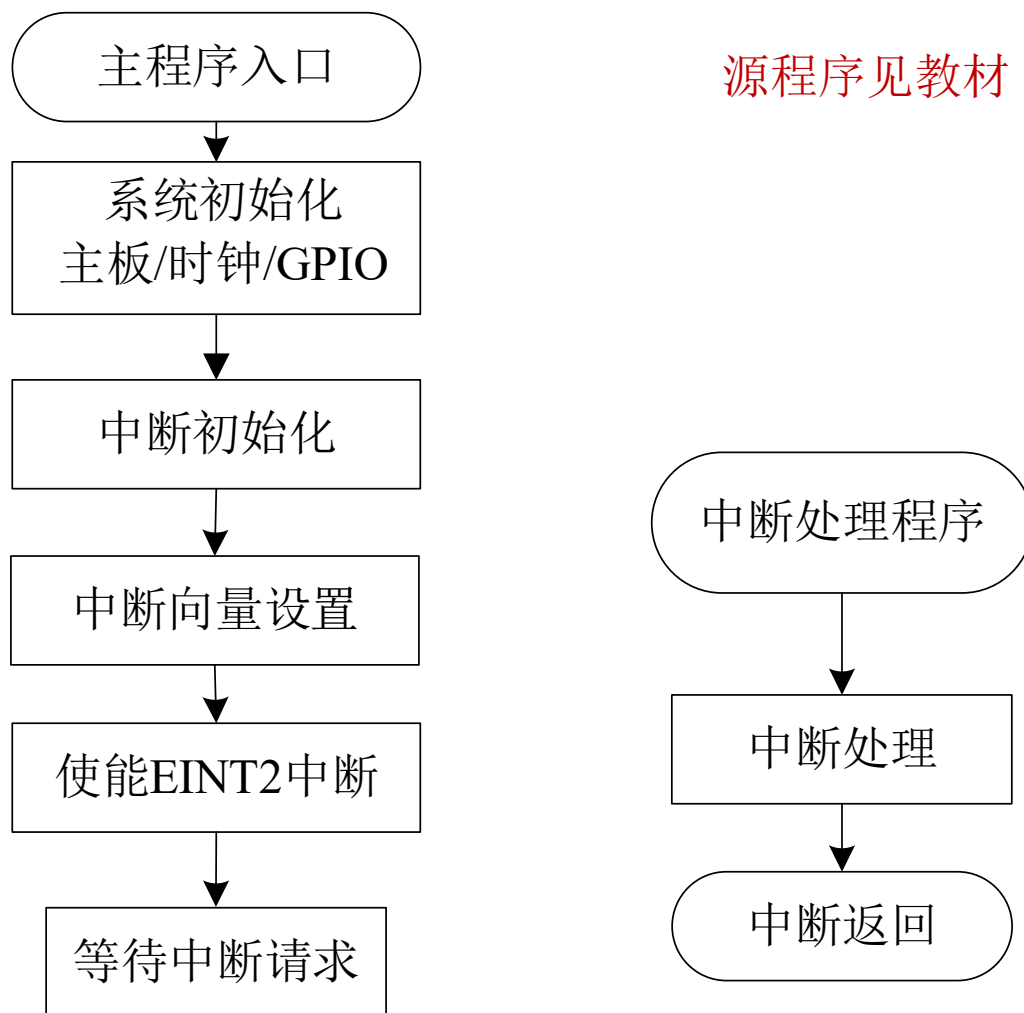 主程序入口
源程序见教材
系统初始化
主板/时钟/GPIO
中断初始化
中断向量设置
使能EINT2中断
等待中断请求
中断处理程序
中断处理
中断返回